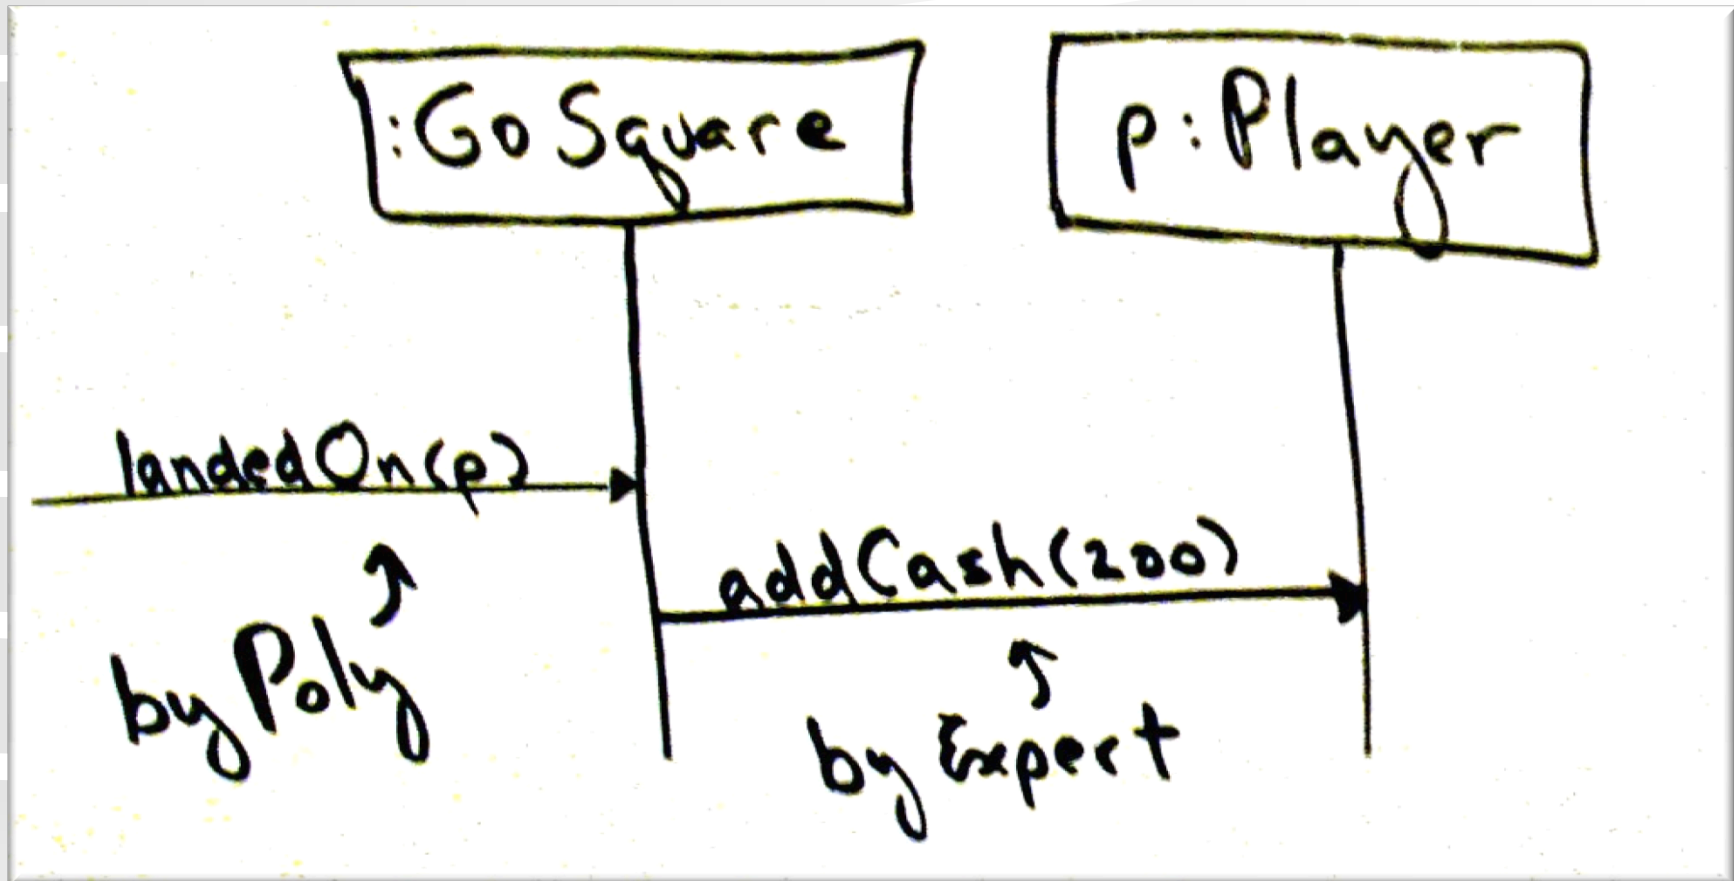 :GoSquare
p:Player
landedOn(p)
addCash(200)
by Poly
by Expert